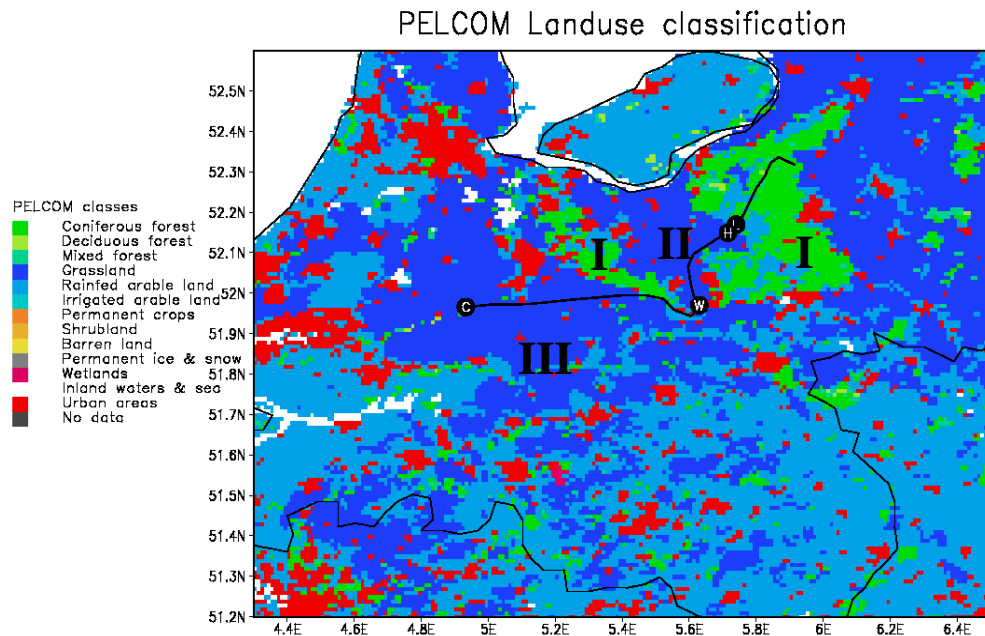 PELCOM Landuse classification
PELCOM classes
Coniferous forest
Deciduous forest
Mixed forest
Grassland
Rainfed arable land
Irrigated arable land
Permanent crops
Shrubland
Barren land
Permanent ice & snow
Wetlands
Inland waters & sea
Urban areas
No data
52.5N
52.4N
52.3N
52.2N
52.1N
52N
51.9N
51.8N
51.7N
51.6N
51.5N
51.4N
51.3N
51.2N
I
II
I
III
C
H
L
W
4.4E 4.6E 4.8E 5E 5.2E 5.4E 5.6E 5.8E 6E 6.2E 6.4E